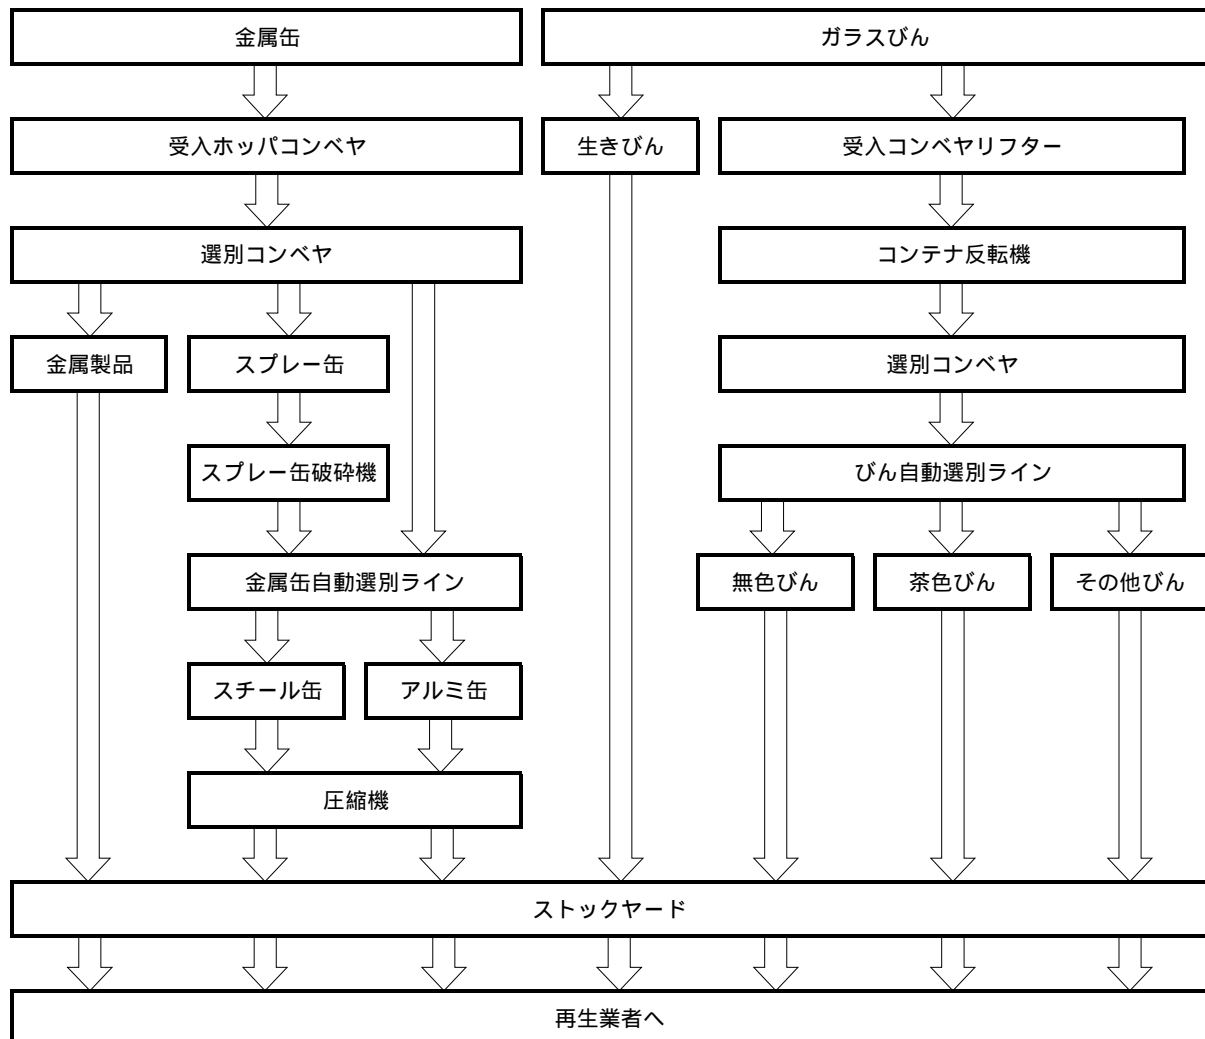 金属缶
ガラスびん
受入ホッパコンベヤ
生きびん
受入コンベヤリフター
選別コンベヤ
コンテナ反転機
金属製品
スプレー缶
選別コンベヤ
スプレー缶破砕機
びん自動選別ライン
金属缶自動選別ライン
無色びん
茶色びん
その他びん
スチール缶
アルミ缶
圧縮機
ストックヤード
再生業者へ